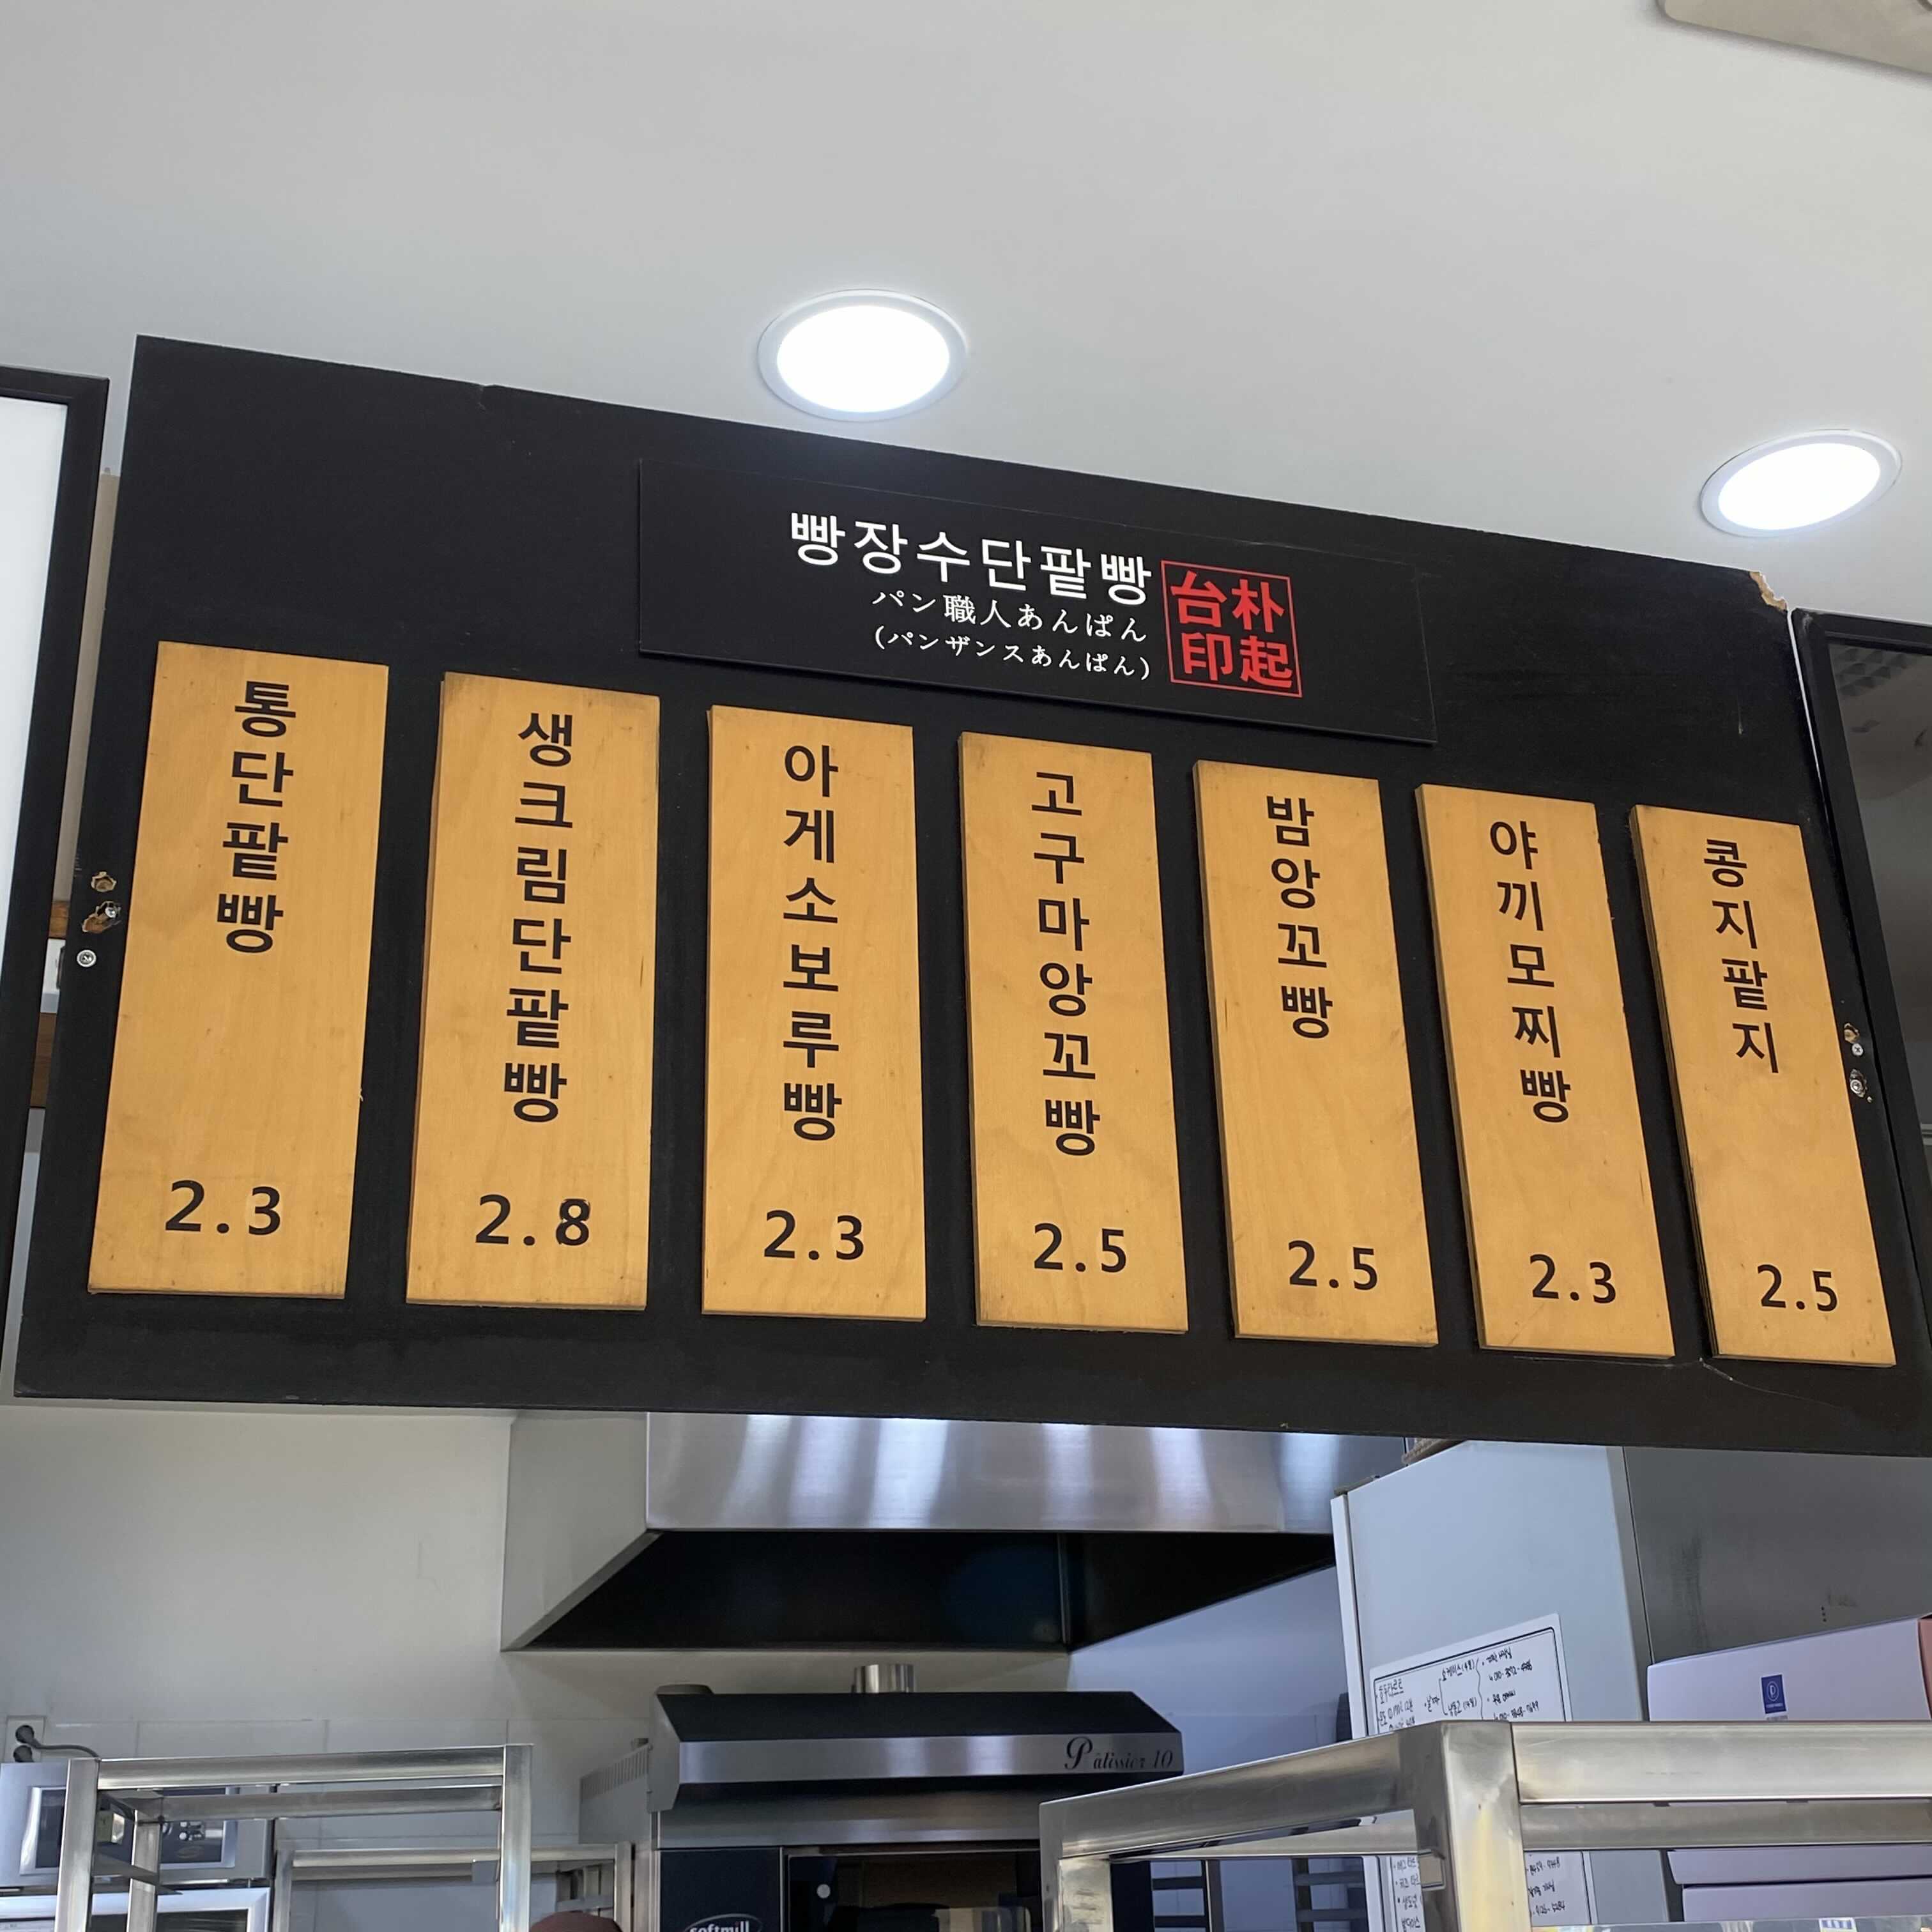 빵장수단팥빵
パン職人あんぱん
(パンザンスあんぱん)
朴起
台印
통단팥빵
2.3
생크림단팥빵
2.8
아게소보루빵
2.3
고구마앙꼬빵
2.5
밤앙꼬빵
2.5
야끼모찌빵
2.3
콩지팥지
2.5
Pâtissier 10
softmill